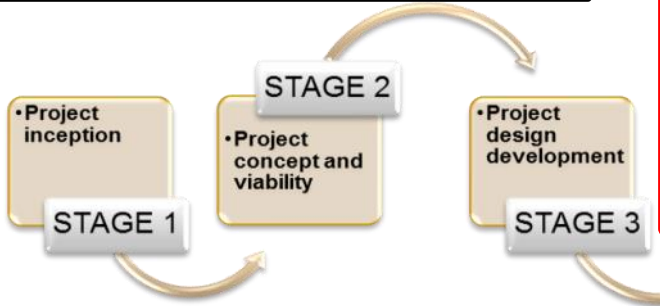 •Project
inception
STAGE 1
STAGE 2
•Project
concept and
viability
•Project
design
development
STAGE 3